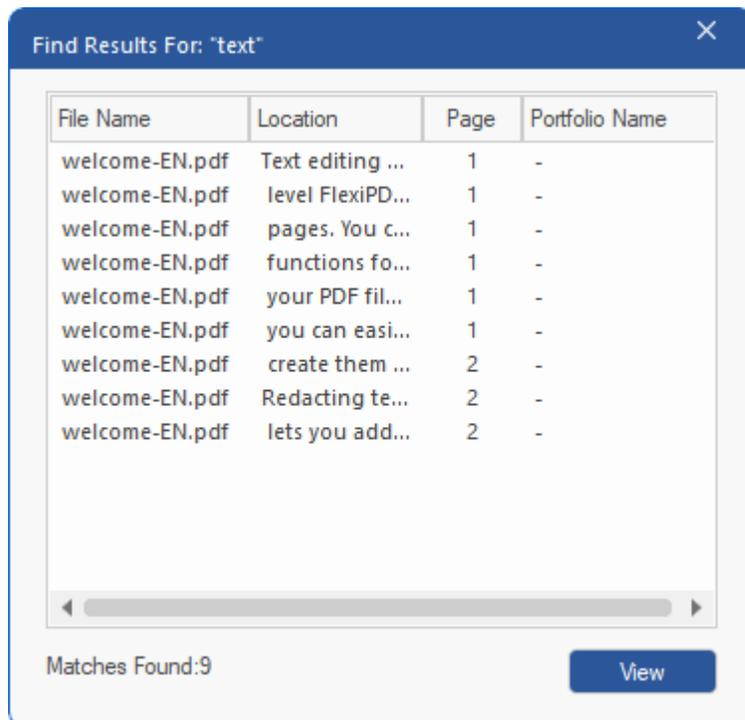 Find Results For: "text"
File Name Location Page Portfolio Name
welcome-EN.pdf Text editing ... 1 -
welcome-EN.pdf level FlexiPD... 1 -
welcome-EN.pdf pages. You c... 1 -
welcome-EN.pdf functions fo... 1 -
welcome-EN.pdf your PDF fil... 1 -
welcome-EN.pdf you can easi... 1 -
welcome-EN.pdf create them ... 2 -
welcome-EN.pdf Redacting te... 2 -
welcome-EN.pdf lets you add... 2 -
Matches Found:9
View